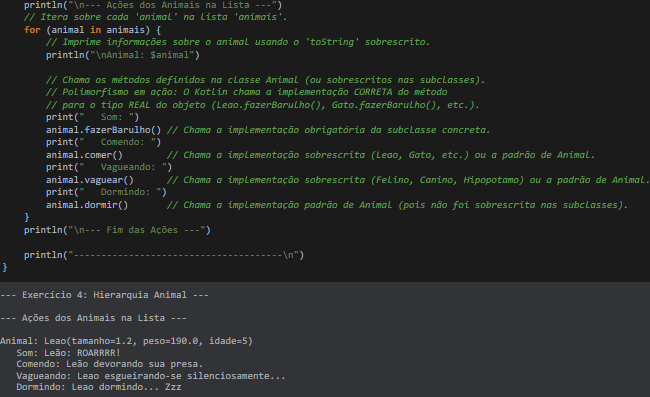 println("\n--- Ações dos Animais na Lista ---")
// Itera sobre cada 'animal' na Lista 'animais'.
for (animal in animais) {
// Imprime informações sobre o animal usando o 'toString' sobrescrito.
println("\nAnimal: $animal")
// Chama os métodos definidos na classe Animal (ou sobrescritos nas subclasses).
// Polimorfismo em ação: O Kotlin chama a implementação CORRETA do método
// para o tipo REAL do objeto (Leao.fazerBarulho(), Gato.fazerBarulho(), etc.).
print("   Som: ")
animal.fazerBarulho() // Chama a implementação obrigatória da subclasse concreta.
print("   Comendo: ")
animal.comer()        // Chama a implementação sobrescrita (Leao, Gato, etc.) ou a padrão de Animal.
print("   Vagueando: ")
animal.vaguear()      // Chama a implementação sobrescrita (Felino, Canino, Hipopotamo) ou a padrão de Animal.
print("   Dormindo: ")
animal.dormir()       // Chama a implementação padrão de Animal (pois não foi sobrescrita nas subclasses).
}
println("\n--- Fim das Ações ---")
println("--------------------------------------\n")
}
--- Exercício 4: Hierarquia Animal ---
--- Ações dos Animais na Lista ---
Animal: Leao(tamanho=1.2, peso=190.0, idade=5)
Som: Leão: ROARRRR!
Comendo: Leão devorando sua presa.
Vagueando: Leao esgueirando-se silenciosamente...
Dormindo: Leao dormindo... Zzz